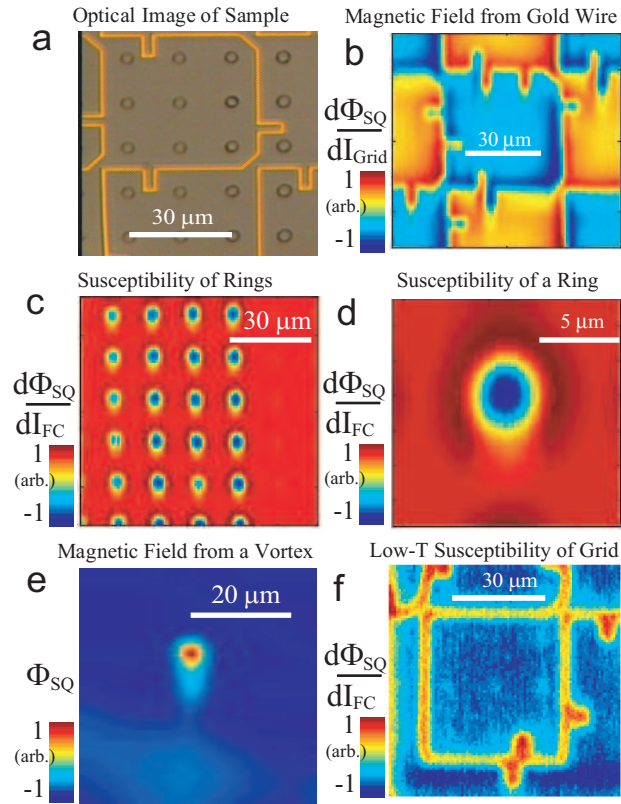 Optical Image of Sample
a
30 μm
Magnetic Field from Gold Wire
b
dΦSQ
dIGrid
1
(arb.)
-1
30 μm
Susceptibility of Rings
c
30 μm
dΦSQ
dIFC
1
(arb.)
-1
Susceptibility of a Ring
d
5 μm
dΦSQ
dIFC
1
(arb.)
-1
Magnetic Field from a Vortex
e
20 μm
ΦSQ
1
(arb.)
-1
Low-T Susceptibility of Grid
f
30 μm
dΦSQ
dIFC
1
(arb.)
-1